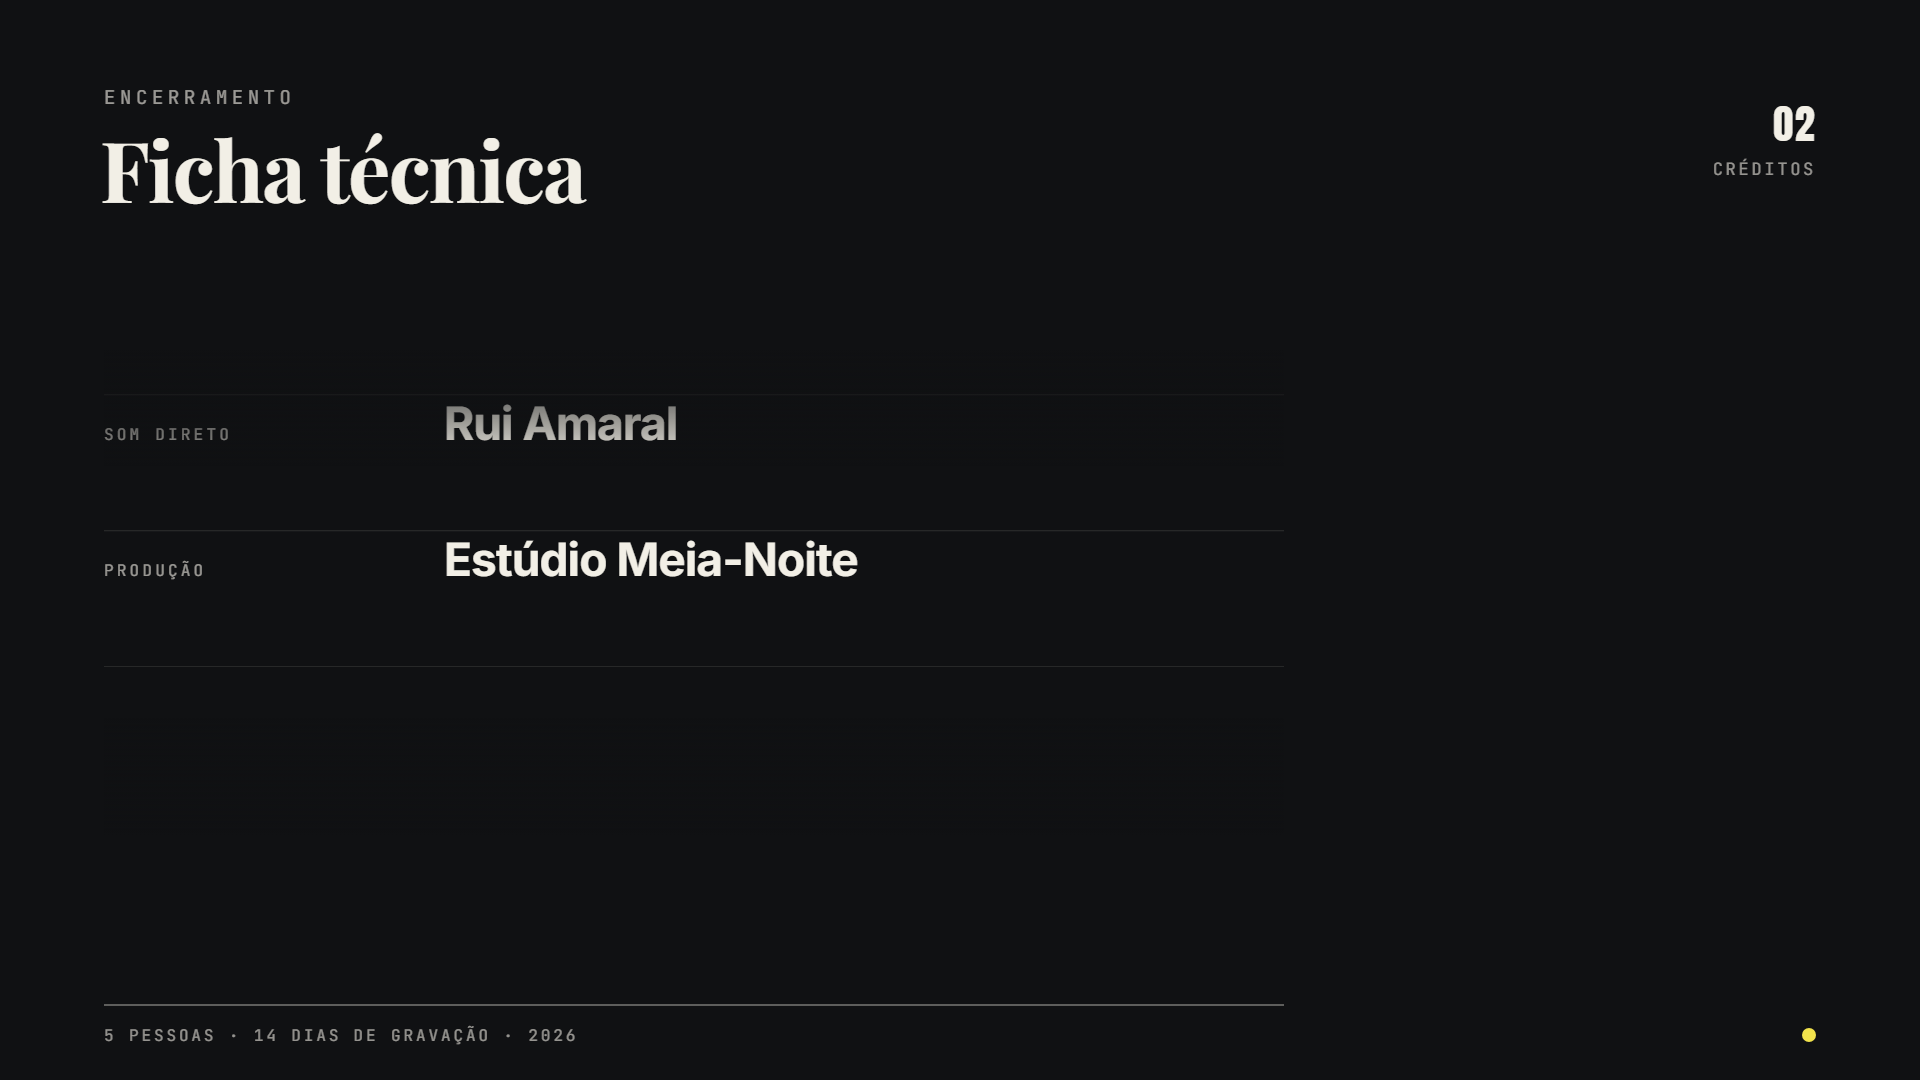 ENCERRAMENTO
Ficha técnica
02
CRÉDITOS
SOM DIRETO
Rui Amaral
PRODUÇÃO
Estúdio Meia-Noite
5 PESSOAS · 14 DIAS DE GRAVAÇÃO · 2026